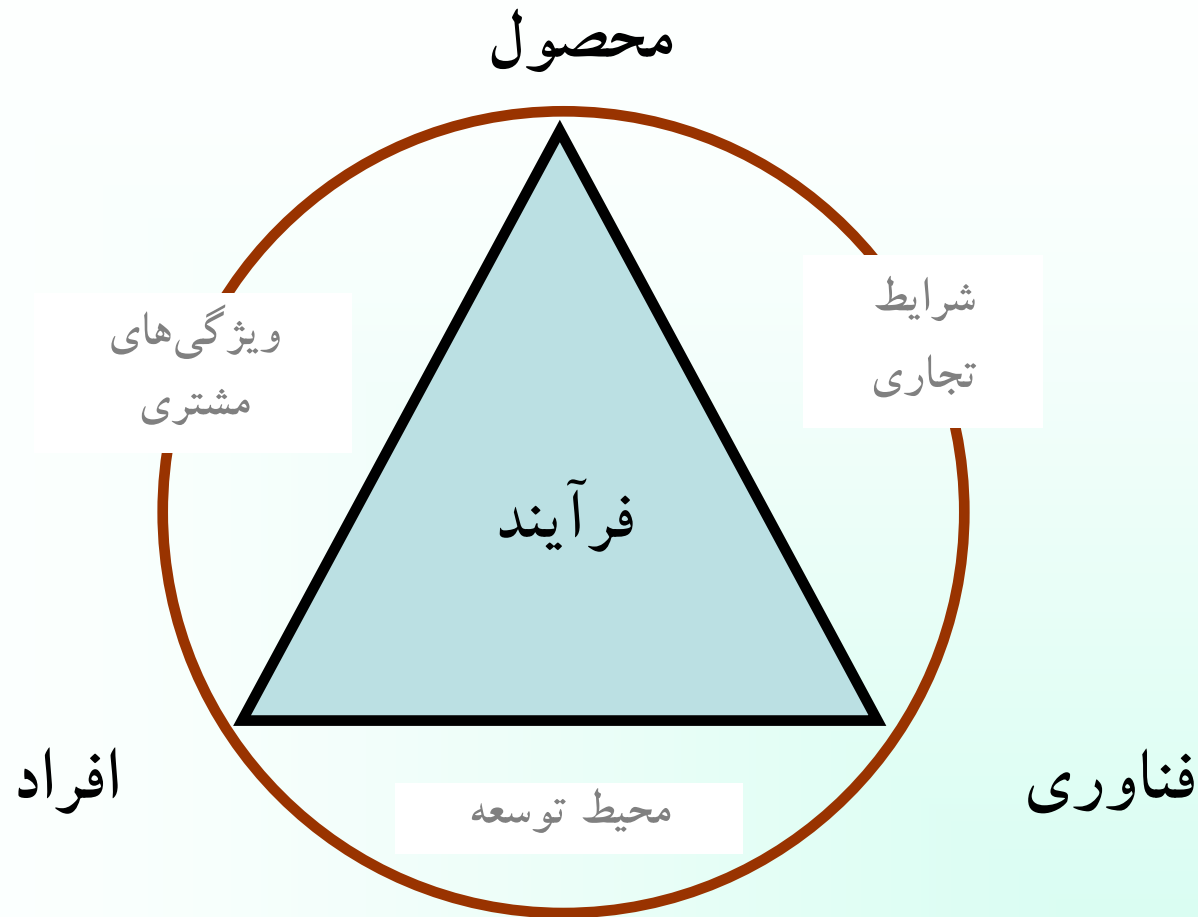 محصول
شرایط
تجاری
ویژگی‌های
مشتری
فرآیند
محیط توسعه
فناوری
افراد